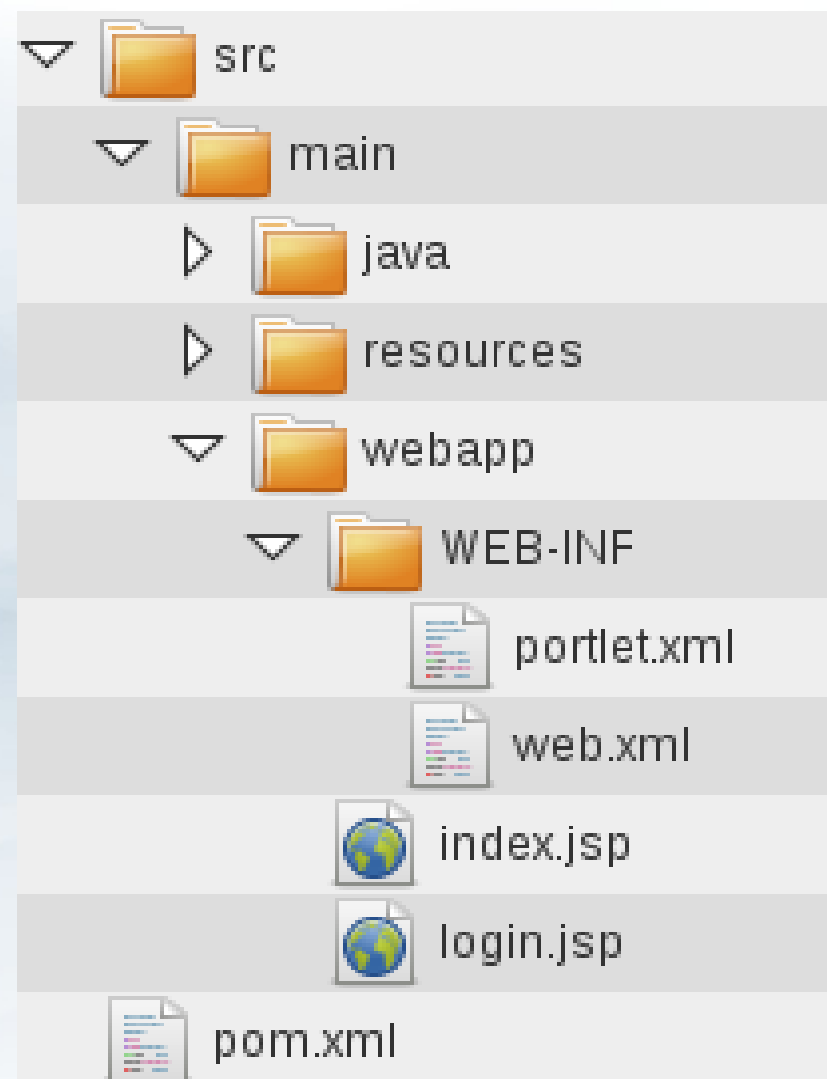 src
main
java
resources
webapp
WEB-INF
portlet.xml
web.xml
index.jsp
login.jsp
pom.xml